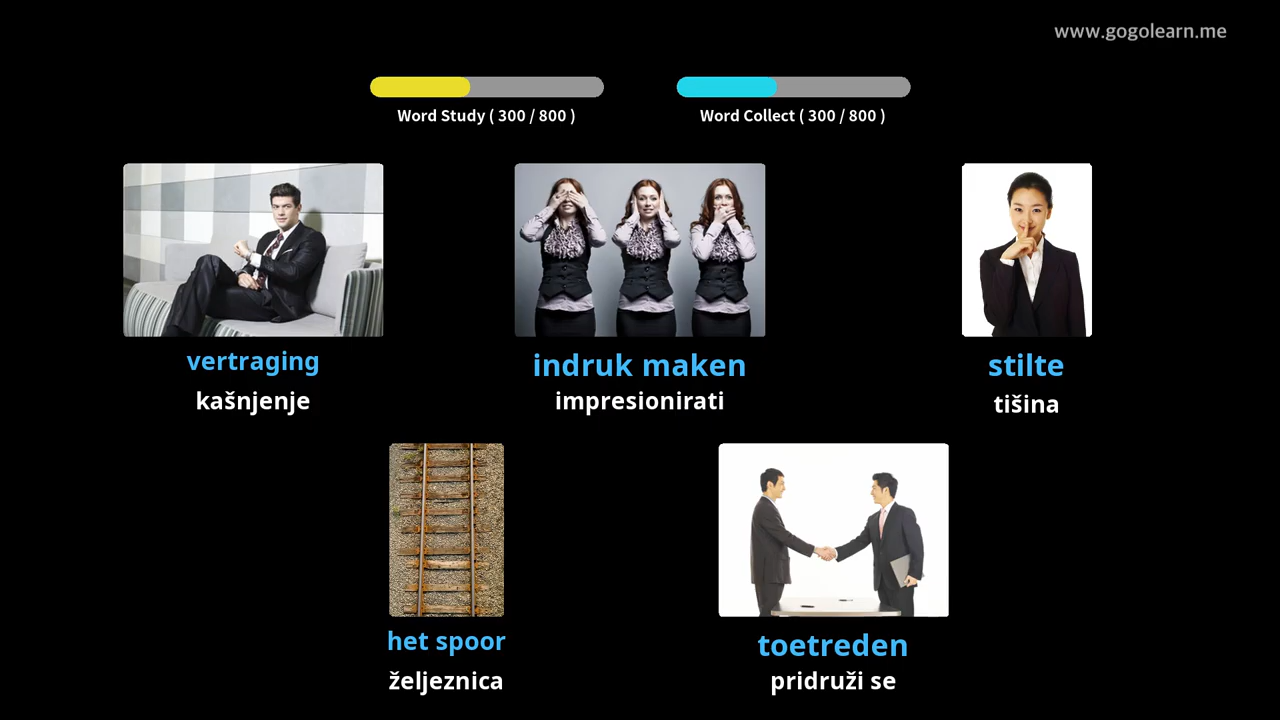 www.gogolearn.me
Word Study ( 300 / 800 )
Word Collect ( 300 / 800 )
vertraging
kašnjenje
indruk maken
impresionirati
stilte
tišina
het spoor
željeznica
toetreden
pridruži se